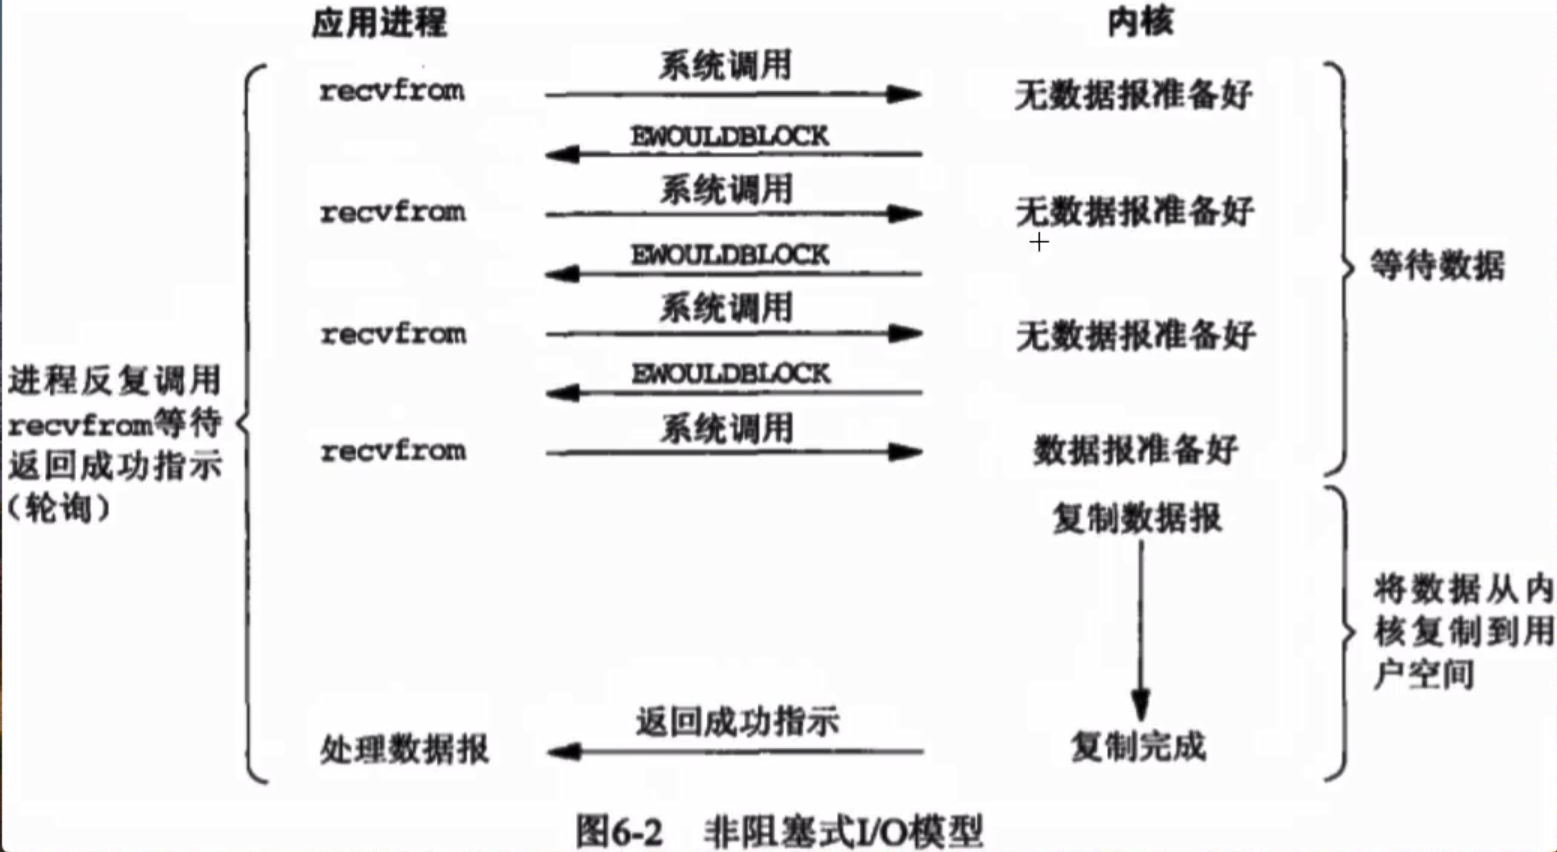 应用进程 内核
系统调用
recvfrom 无数据报准备好
EWOULDBLOCK
系统调用
recvfrom 无数据报准备好
EWOULDBLOCK
等待数据
系统调用
recvfrom 无数据报准备好
EWOULDBLOCK
进程反复调用
recvfrom等待
返回成功指示
（轮询）
系统调用
recvfrom 数据报准备好
复制数据报
将数据从内
核复制到用
户空间
返回成功指示
处理数据报 复制完成
图6-2 非阻塞式I/O模型